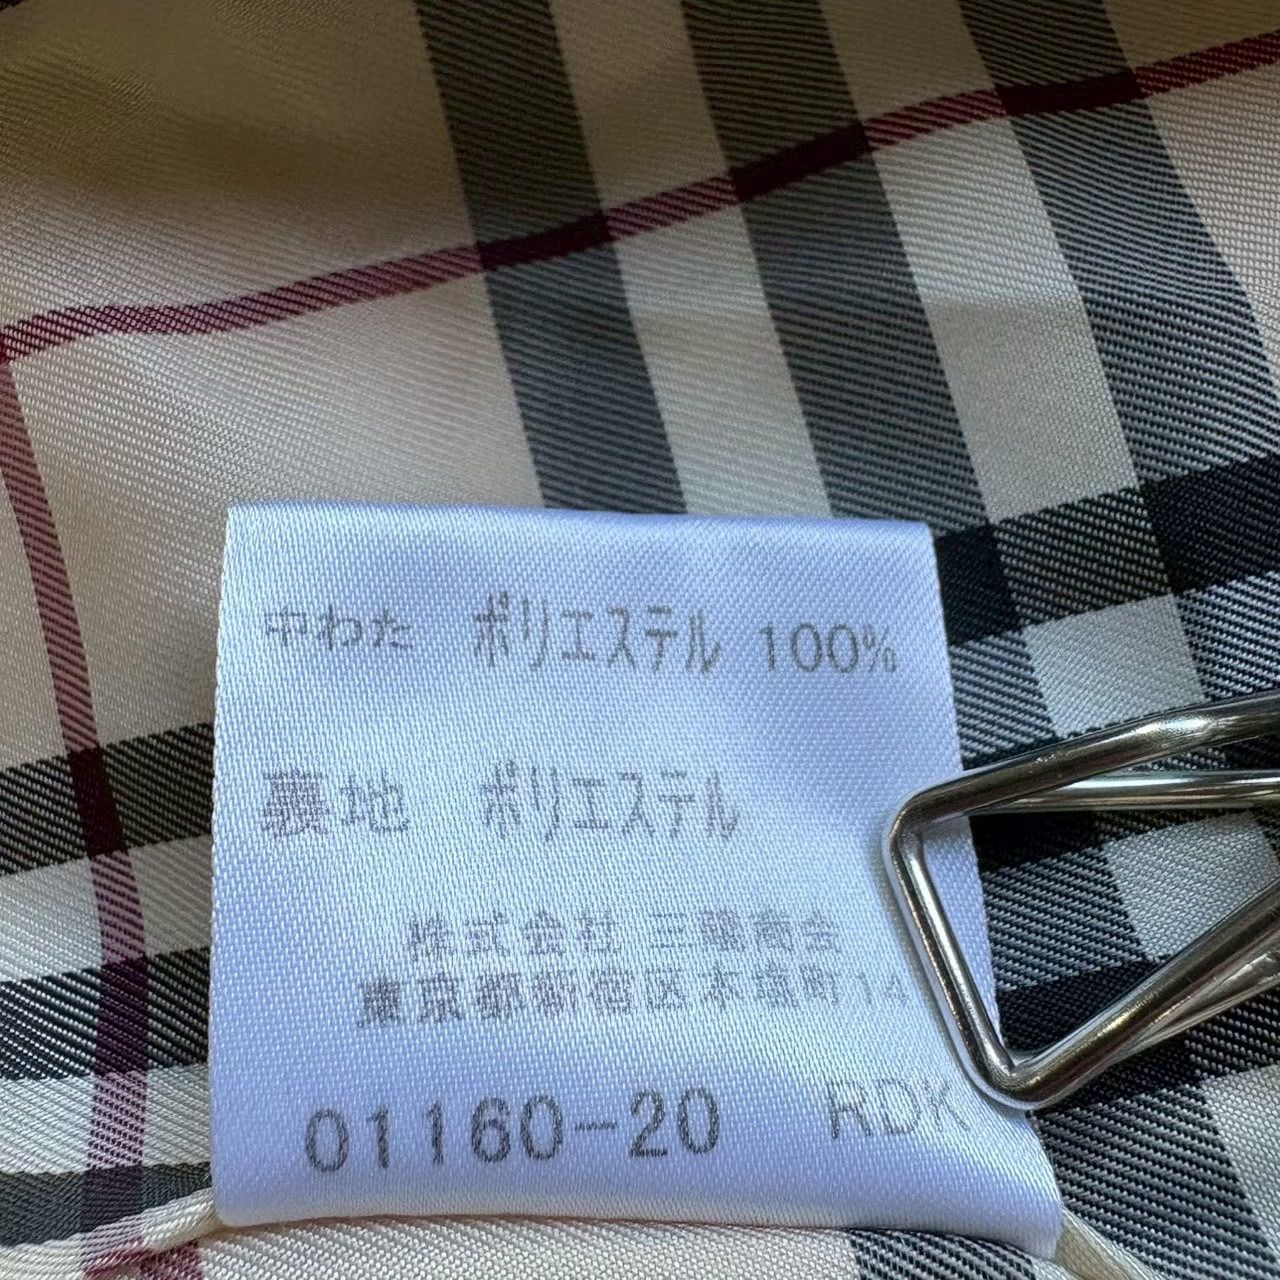 中わた ポリエステル 100%
裏地 ポリエステル
株式会社 三陽商会
東京都新宿区本塩町14
01160-20 RDK